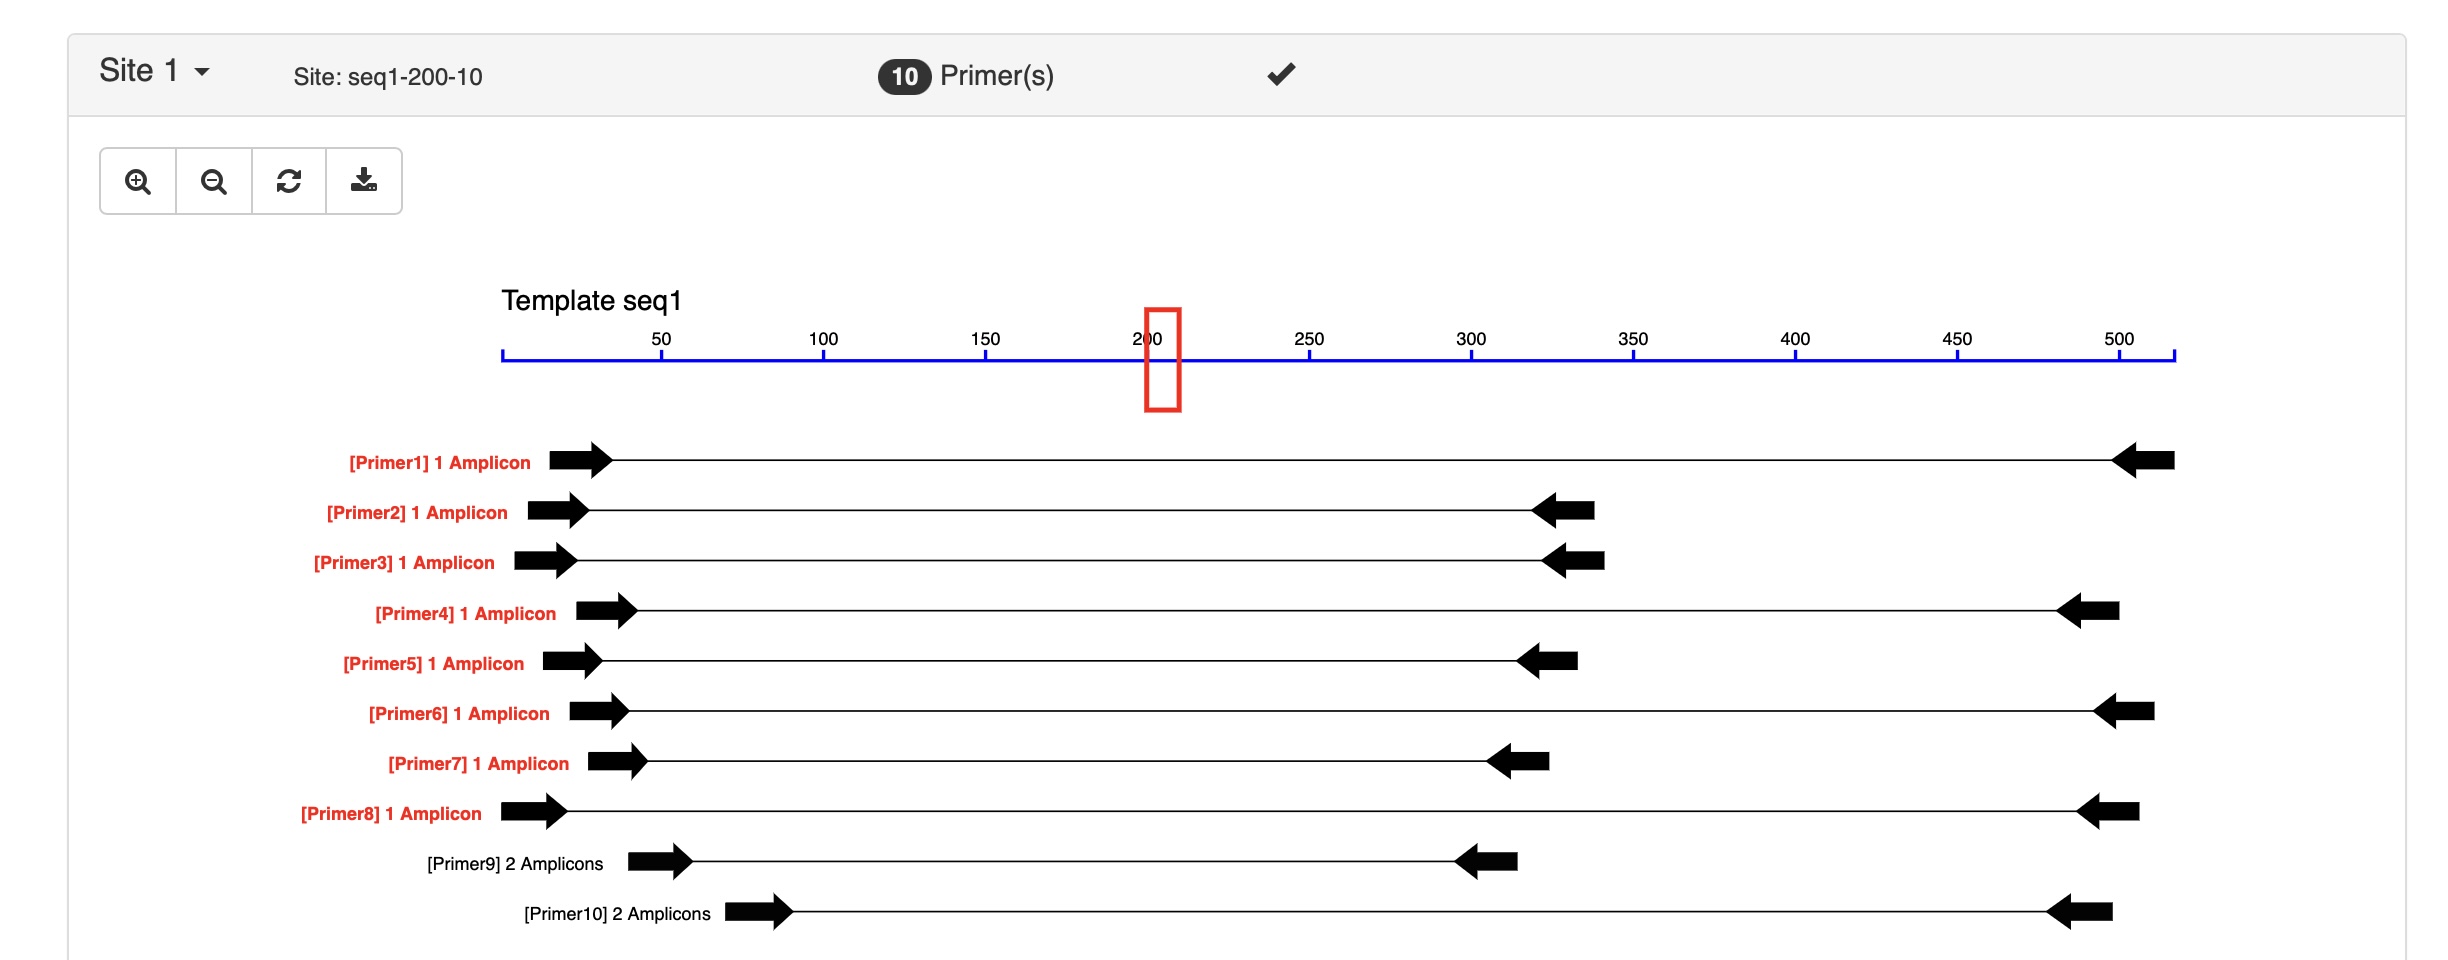 Site 1 Site: seq1-200-10 10 Primer(s)
Template seq1
50 100 150 200 250 300 350 400 450 500
[Primer1] 1 Amplicon
[Primer2] 1 Amplicon
[Primer3] 1 Amplicon
[Primer4] 1 Amplicon
[Primer5] 1 Amplicon
[Primer6] 1 Amplicon
[Primer7] 1 Amplicon
[Primer8] 1 Amplicon
[Primer9] 2 Amplicons
[Primer10] 2 Amplicons